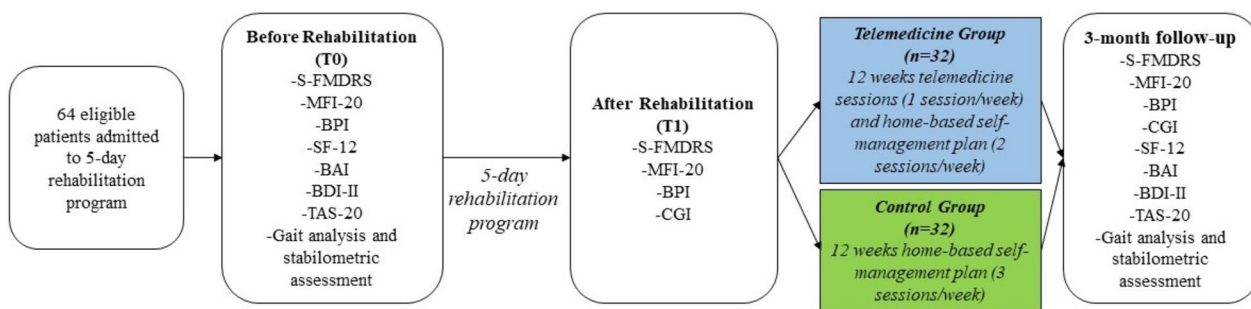 64 eligible
patients admitted
to 5-day
rehabilitation
program
Before Rehabilitation
(T0)
-S-FMDRS
-MFI-20
-BPI
-SF-12
-BAI
-BDI-II
-TAS-20
-Gait analysis and
stabilometric
assessment
5-day
rehabilitation
program
After Rehabilitation
(T1)
-S-FMDRS
-MFI-20
-BPI
-CGI
Telemedicine Group
(n=32)
12 weeks telemedicine
sessions (1 session/week)
and home-based self-
management plan (2
sessions/week)
Control Group
(n=32)
12 weeks home-based self-
management plan (3
sessions/week)
3-month follow-up
-S-FMDRS
-MFI-20
-BPI
-CGI
-SF-12
-BAI
-BDI-II
-TAS-20
-Gait analysis and
stabilometric
assessment